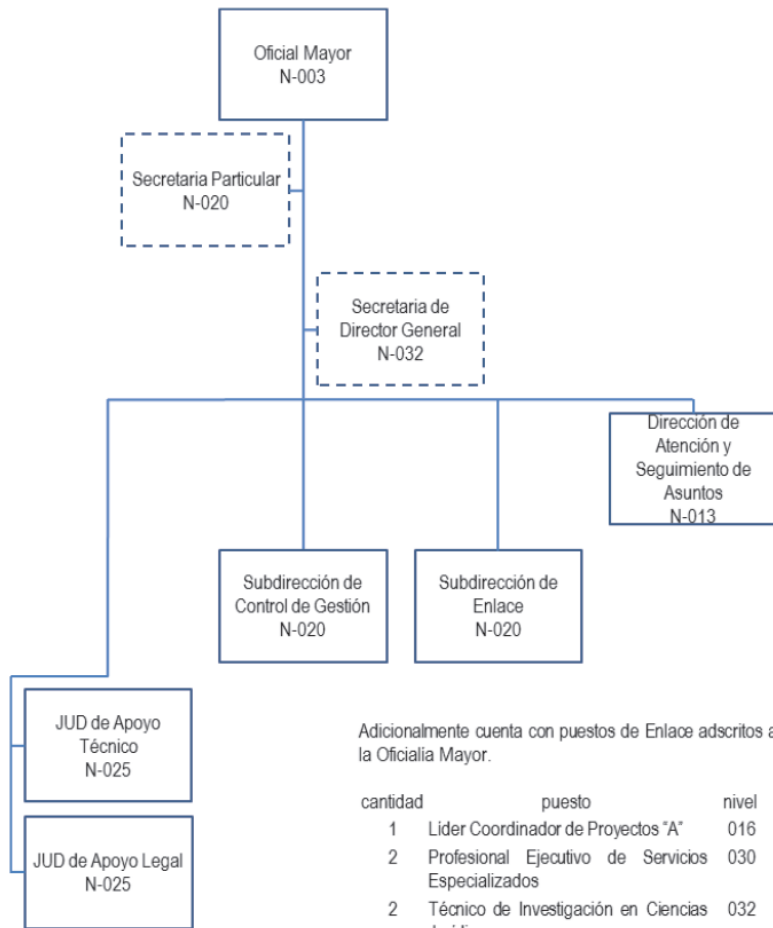 Oficial Mayor
N-003
Secretaria Particular
N-020
Secretaria de
Director General
N-032
Dirección de
Atención y
Seguimiento de
Asuntos
N-013
Subdirección de
Control de Gestión
N-020
Subdirección de
Enlace
N-020
JUD de Apoyo
Técnico
N-025
JUD de Apoyo Legal
N-025
Adicionalmente cuenta con puestos de Enlace adscritos a
la Oficialía Mayor.
cantidad puesto nivel
1 Líder Coordinador de Proyectos "A" 016
2 Profesional Ejecutivo de Servicios 030
Especializados
2 Técnico de Investigación en Ciencias 032